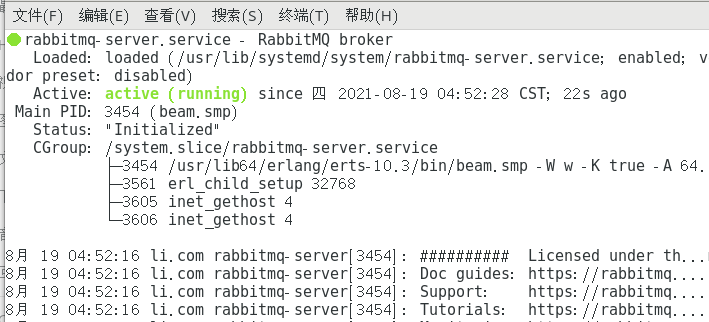 文件(F) 编辑(E) 查看(V) 搜索(S) 终端(T) 帮助(H)
rabbitmq-server.service - RabbitMQ broker
Loaded: loaded (/usr/lib/systemd/system/rabbitmq-server.service; enabled; v
dor preset: disabled)
Active: active (running) since 四 2021-08-19 04:52:28 CST; 22s ago
Main PID: 3454 (beam.smp)
Status: "Initialized"
CGroup: /system.slice/rabbitmq-server.service
├─3454 /usr/lib64/erlang/erts-10.3/bin/beam.smp -W w -K true -A 64.
├─3561 erl_child_setup 32768
├─3605 inet_gethost 4
└─3606 inet_gethost 4
8月 19 04:52:16 li.com rabbitmq-server[3454]: ########## Licensed under th...
8月 19 04:52:16 li.com rabbitmq-server[3454]: Doc guides: https://rabbitmq....
8月 19 04:52:16 li.com rabbitmq-server[3454]: Support: https://rabbitmq....
8月 19 04:52:16 li.com rabbitmq-server[3454]: Tutorials: https://rabbitmq....